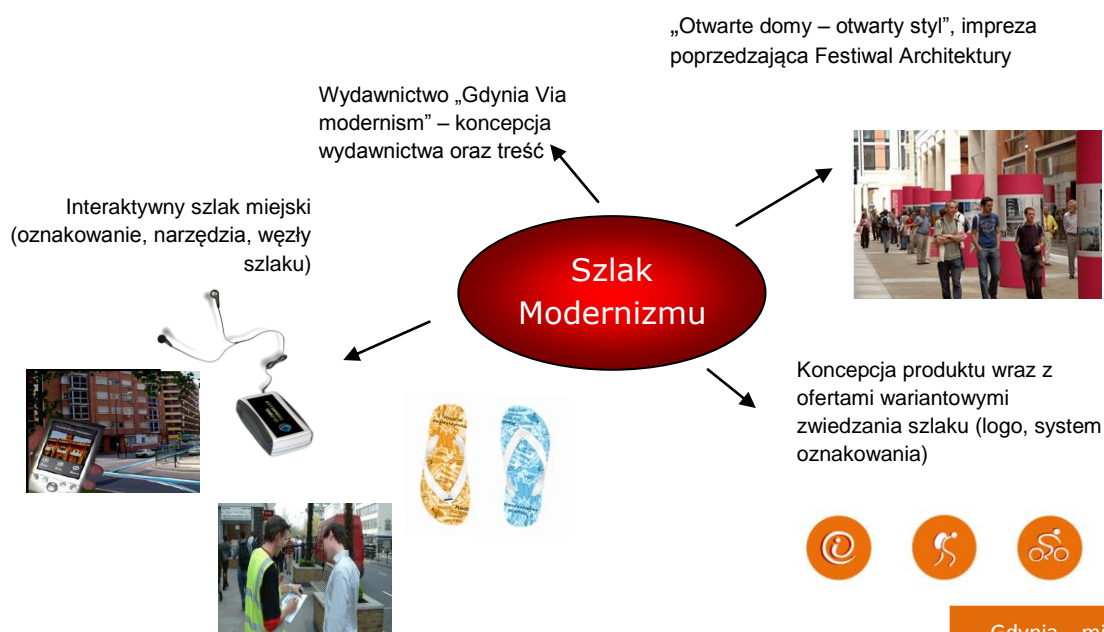 „Otwarte domy – otwarty styl”, impreza
poprzedzająca Festiwal Architektury
Wydawnictwo „Gdynia Via
modernism” – koncepcja
wydawnictwa oraz treść
Interaktywny szlak miejski
(oznakowanie, narzędzia, węzły
szlaku)
Szlak
Modernizmu
Koncepcja produktu wraz z
ofertami wariantowymi
zwiedzania szlaku (logo, system
oznakowania)
Gdynia